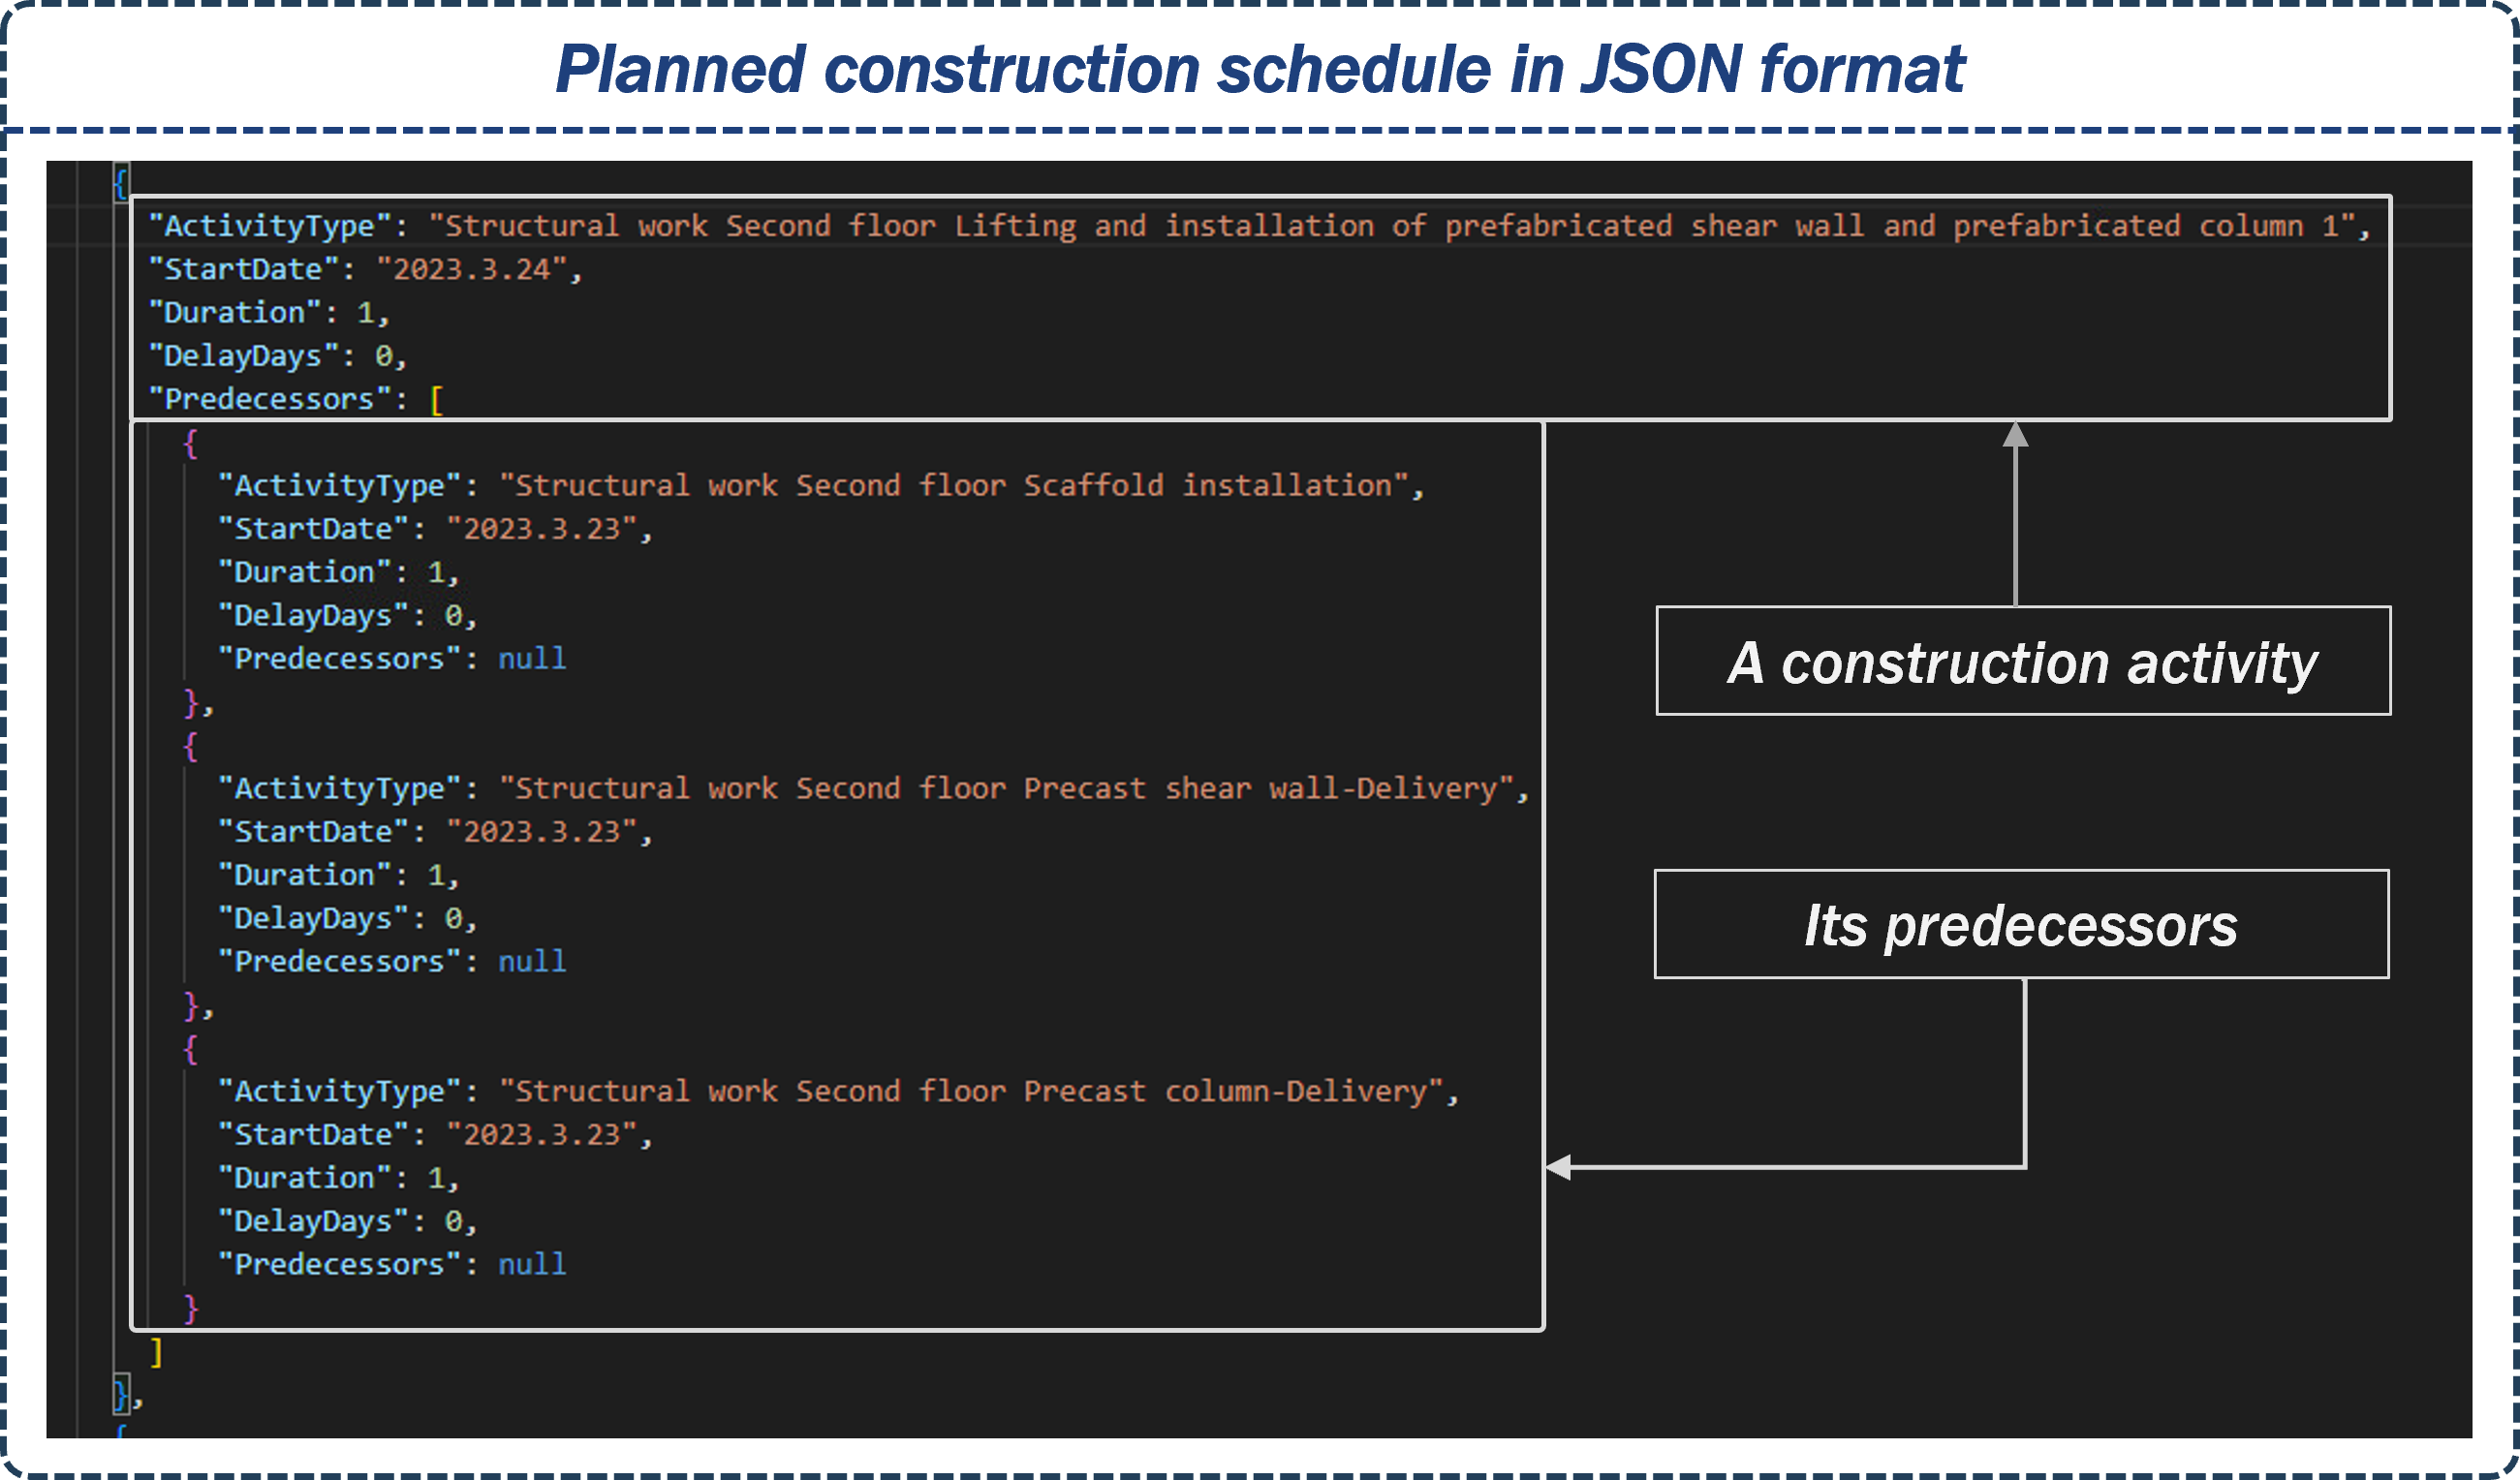 Planned construction schedule in JSON format
{
"ActivityType": "Structural work Second floor Lifting and installation of prefabricated shear wall and prefabricated column 1",
"StartDate": "2023.3.24",
"Duration": 1,
"DelayDays": 0,
"Predecessors": [
{
"ActivityType": "Structural work Second floor Scaffold installation",
"StartDate": "2023.3.23",
"Duration": 1,
"DelayDays": 0,
"Predecessors": null
},
{
"ActivityType": "Structural work Second floor Precast shear wall-Delivery",
"StartDate": "2023.3.23",
"Duration": 1,
"DelayDays": 0,
"Predecessors": null
},
{
"ActivityType": "Structural work Second floor Precast column-Delivery",
"StartDate": "2023.3.23",
"Duration": 1,
"DelayDays": 0,
"Predecessors": null
}
]
},
{
A construction activity
Its predecessors